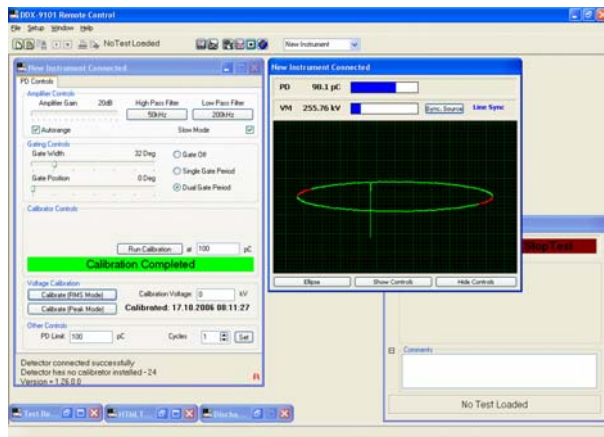 DDX-9101 Remote Control
File Setup Window Help
NoTest Loaded
New Instrument
New Instrument Connected
PD Controls
Amplifier Controls
Amplifier Gain 20dB High Pass Filter Low Pass Filter
50kHz 200kHz
Autorange Slow Mode
Gating Controls
Gate Width 32 Deg Gate Off
Single Gate Period
Gate Position 0 Deg
Dual Gate Period
Calibrator Controls
Run Calibration at 100 pC
Calibration Completed
Voltage Calibration
Calibrate (RMS Mode) Calibration Voltage: 0 kV
Calibrate (Peak Mode) Calibrated: 17.10.2006 08:11:27
Other Controls
PD Limit 100 pC Cycles 1 Set
Detector connected successfully
Detector has no calibrator installed - 24
Version = 1.26.0.0
New Instrument Connected
PD 90.1 pC
VM 255.76 kV Sync. Source Line Sync
Ellipse Show Controls Hide Controls
StopTest
Comments
No Test Loaded
Test Re...
HTML T...
Discha...